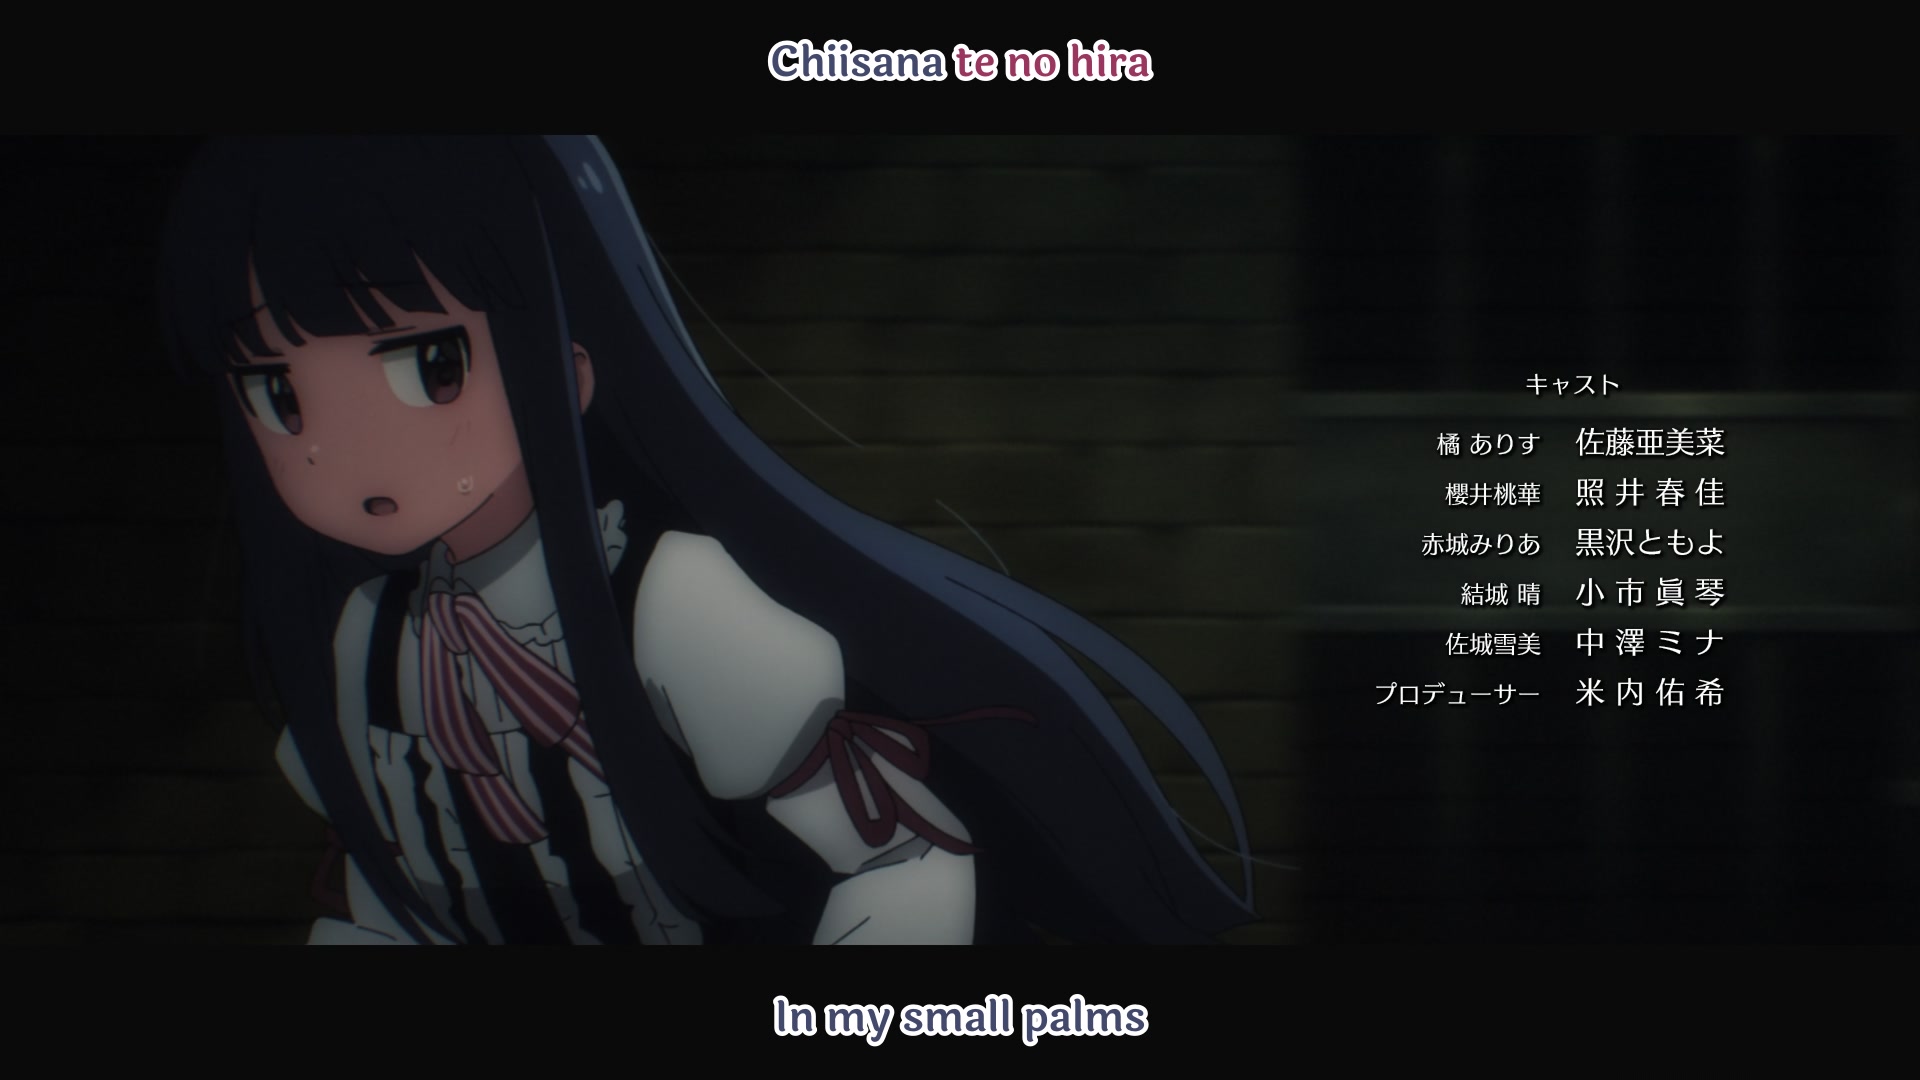 Chiisana te no hira
キャスト
橘 ありす 佐藤亜美菜
櫻井桃華 照井春佳
赤城みりあ 黒沢ともよ
結城 晴 小市眞琴
佐城雪美 中澤ミナ
プロデューサー 米内佑希
In my small palms